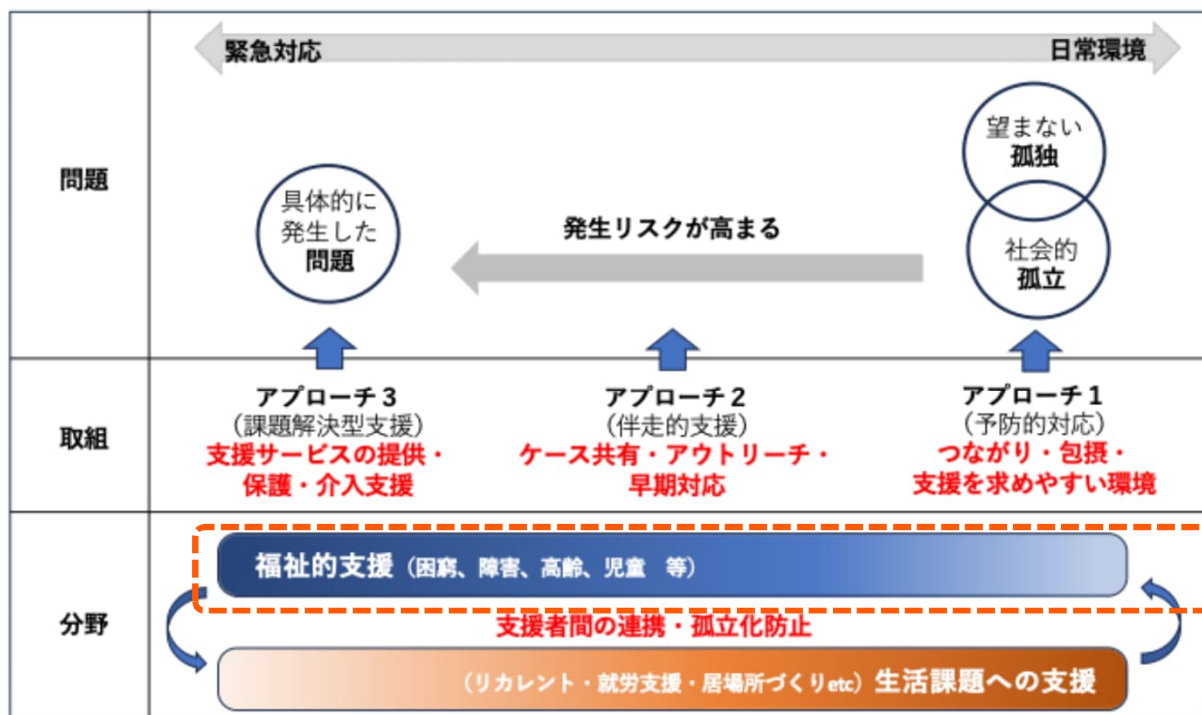 緊急対応
日常環境
問題
具体的に
発生した
問題
発生リスクが高まる
望まない
孤独
社会的
孤立
取組
アプローチ3
（課題解決型支援）
支援サービスの提供・
保護・介入支援
アプローチ2
（伴走的支援）
ケース共有・アウトリーチ・
早期対応
アプローチ1
（予防的対応）
つながり・包摂・
支援を求めやすい環境
分野
福祉的支援（困窮、障害、高齢、児童　等）
支援者間の連携・孤立化防止
（リカレント・就労支援・居場所づくりetc）生活課題への支援